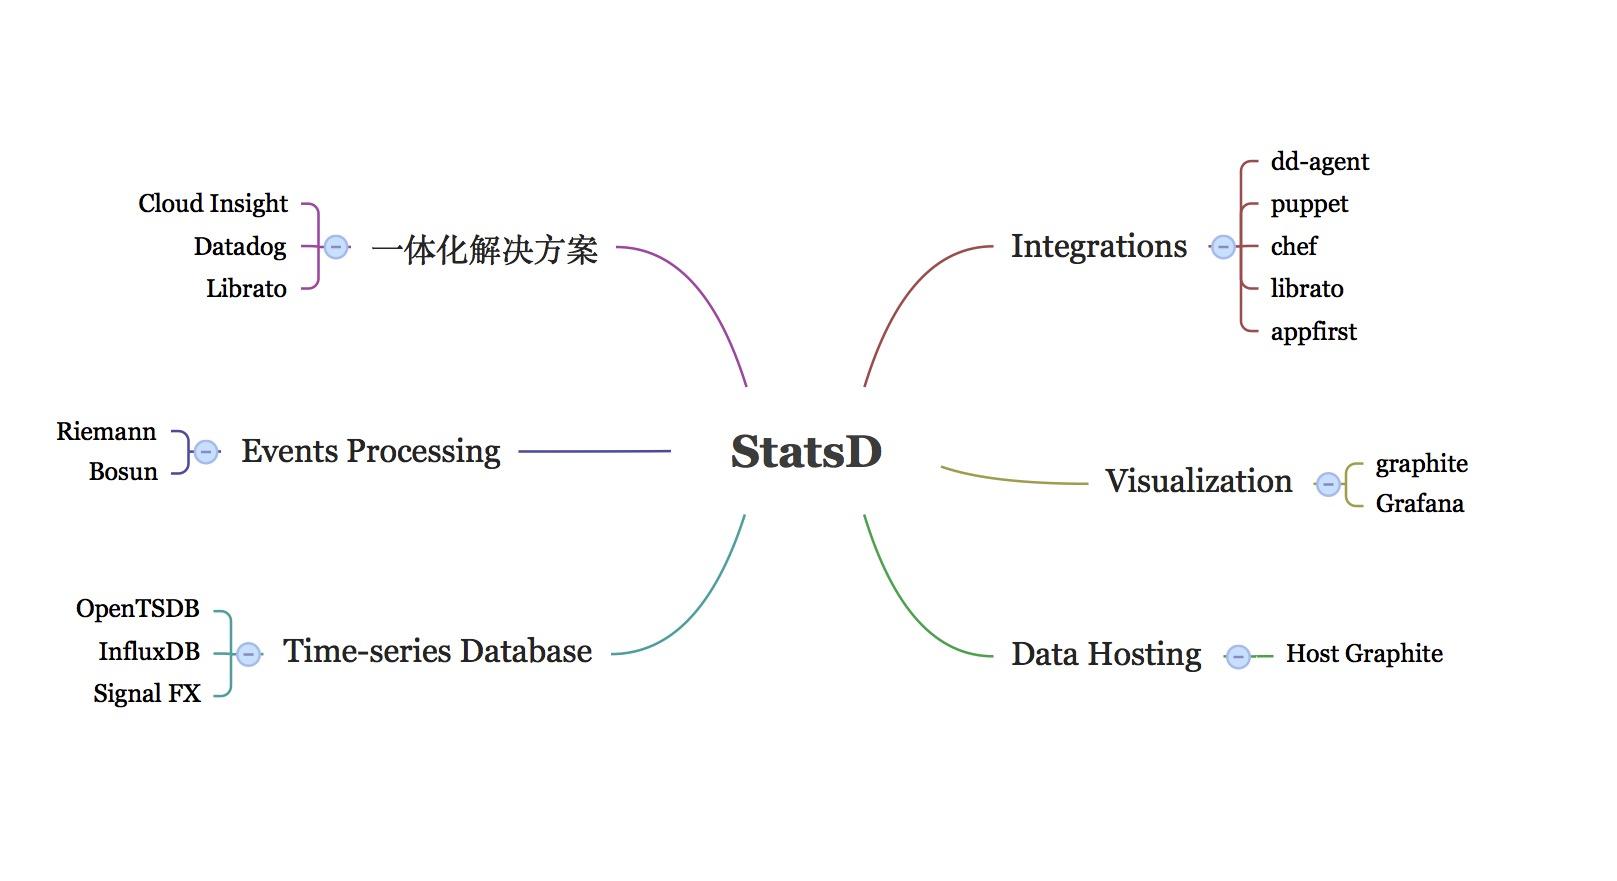 StatsD
一体化解决方案
Cloud Insight
Datadog
Librato
Events Processing
Riemann
Bosun
Time-series Database
OpenTSDB
InfluxDB
Signal FX
Integrations
dd-agent
puppet
chef
librato
appfirst
Visualization
graphite
Grafana
Data Hosting
Host Graphite